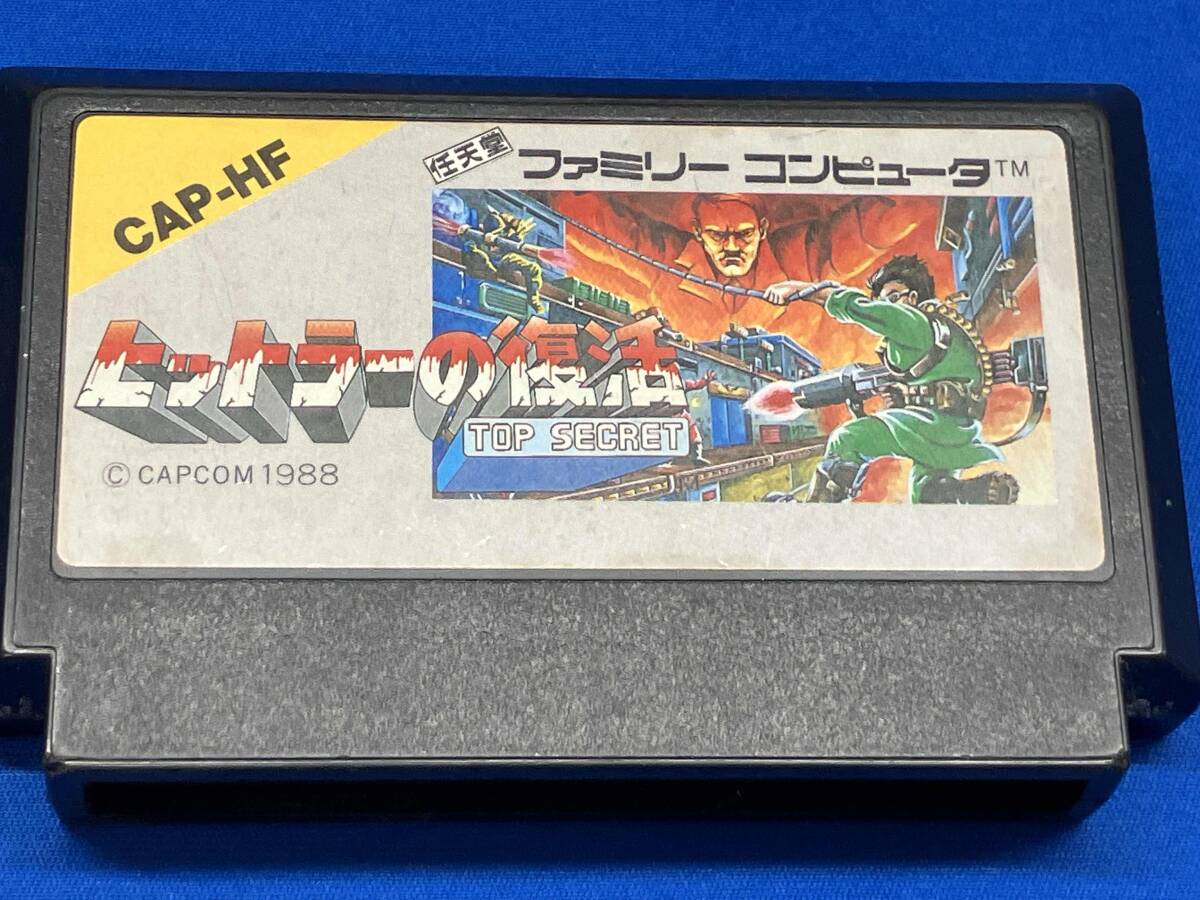 CAP-HF
任天堂
ファミリー コンピュータ™
ヒットラーの復活
TOP SECRET
© CAPCOM 1988